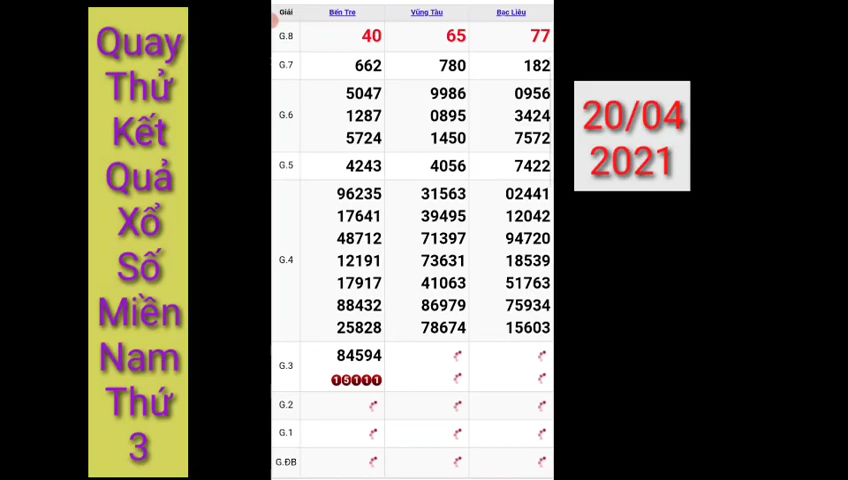 Quay
Thử
Kết
Quả
Xổ
Số
Miền
Nam
Thứ
3
Giải Bến Tre Vũng Tàu Bạc Liêu
G.8 40 65 77
G.7 662 780 182
G.6
5047 9986 0956
1287 0895 3424
5724 1450 7572
G.5 4243 4056 7422
G.4
96235 31563 02441
17641 39495 12042
48712 71397 94720
12191 73631 18539
17917 41063 51763
88432 86979 75934
25828 78674 15603
G.3
84594
15111
G.2
G.1
G.ĐB
20/04
2021